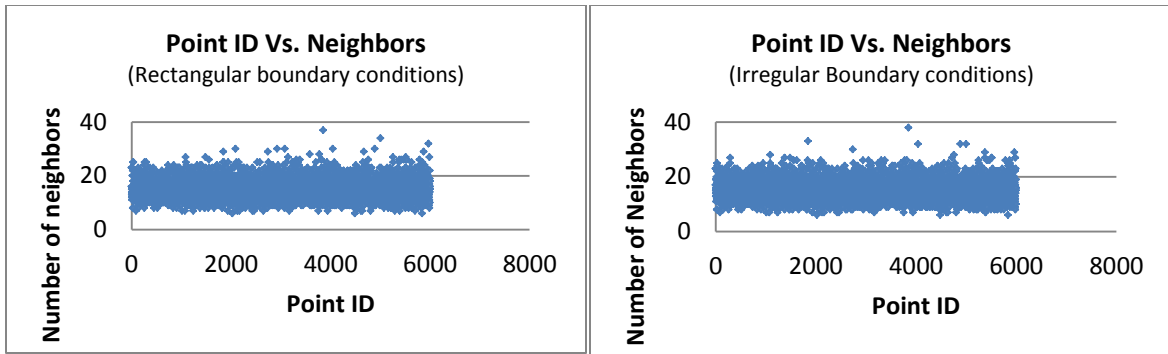 Point ID Vs. Neighbors
(Rectangular boundary conditions)
Number of neighbors
40
20
0
0 2000 4000 6000 8000
Point ID
Point ID Vs. Neighbors
(Irregular Boundary conditions)
Number of Neighbors
40
20
0
0 2000 4000 6000 8000
Point ID